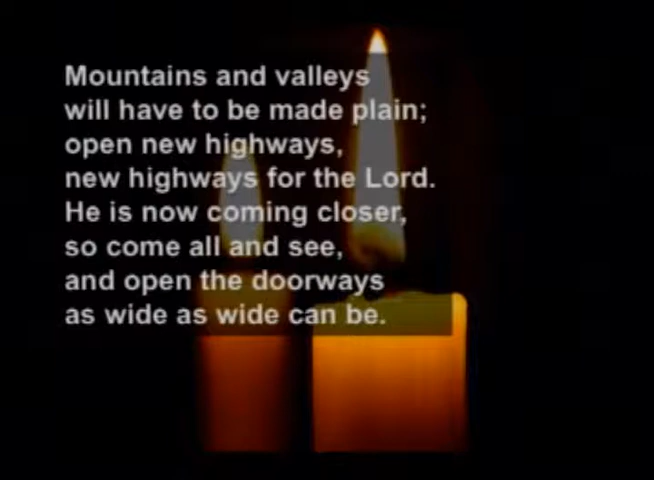 Mountains and valleys
will have to be made plain;
open new highways,
new highways for the Lord.
He is now coming closer,
so come all and see,
and open the doorways
as wide as wide can be.